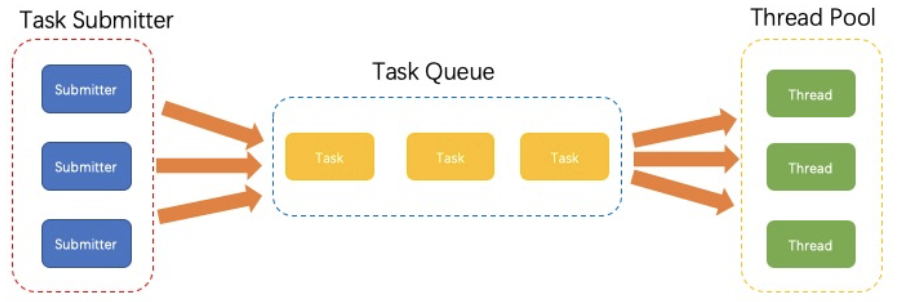 Task Submitter
Submitter
Submitter
Submitter
Task Queue
Task
Task
Task
Thread Pool
Thread
Thread
Thread